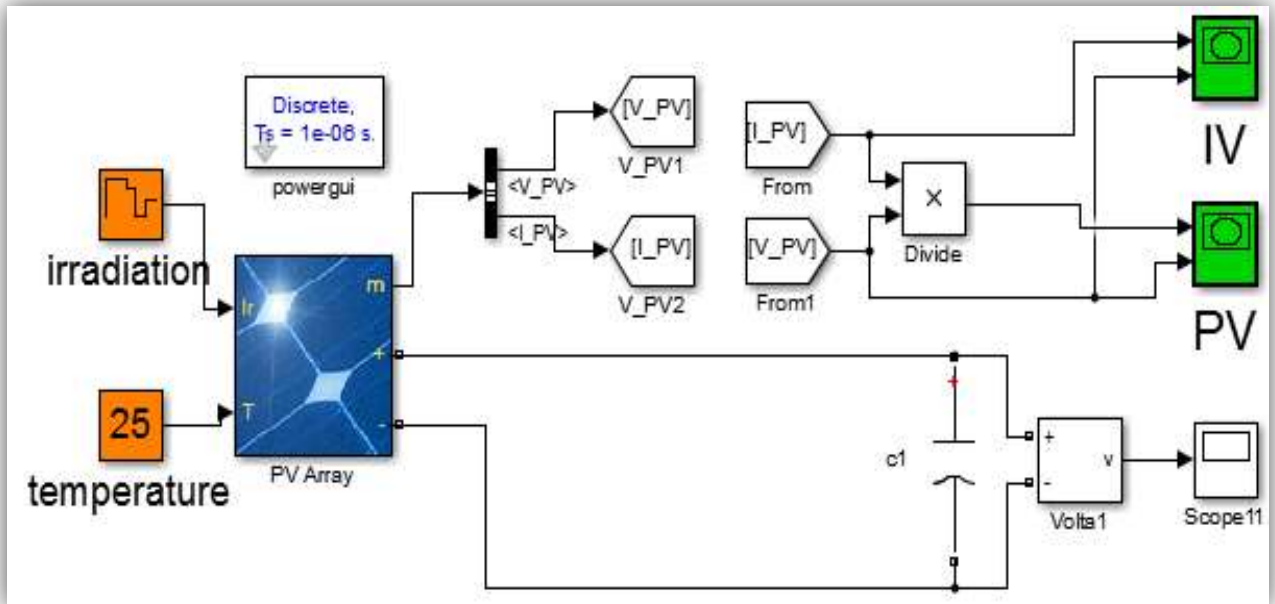 Discrete,
Ts = 1e-06 s.
powergui
irradiation
Ir
T
m
+
-
PV Array
25
temperature
<V_PV>
<I_PV>
[V_PV]
V_PV1
[I_PV]
V_PV2
[I_PV]
From
[V_PV]
From1
×
Divide
IV
PV
+
c1
+
-
v
Volta1
Scope11